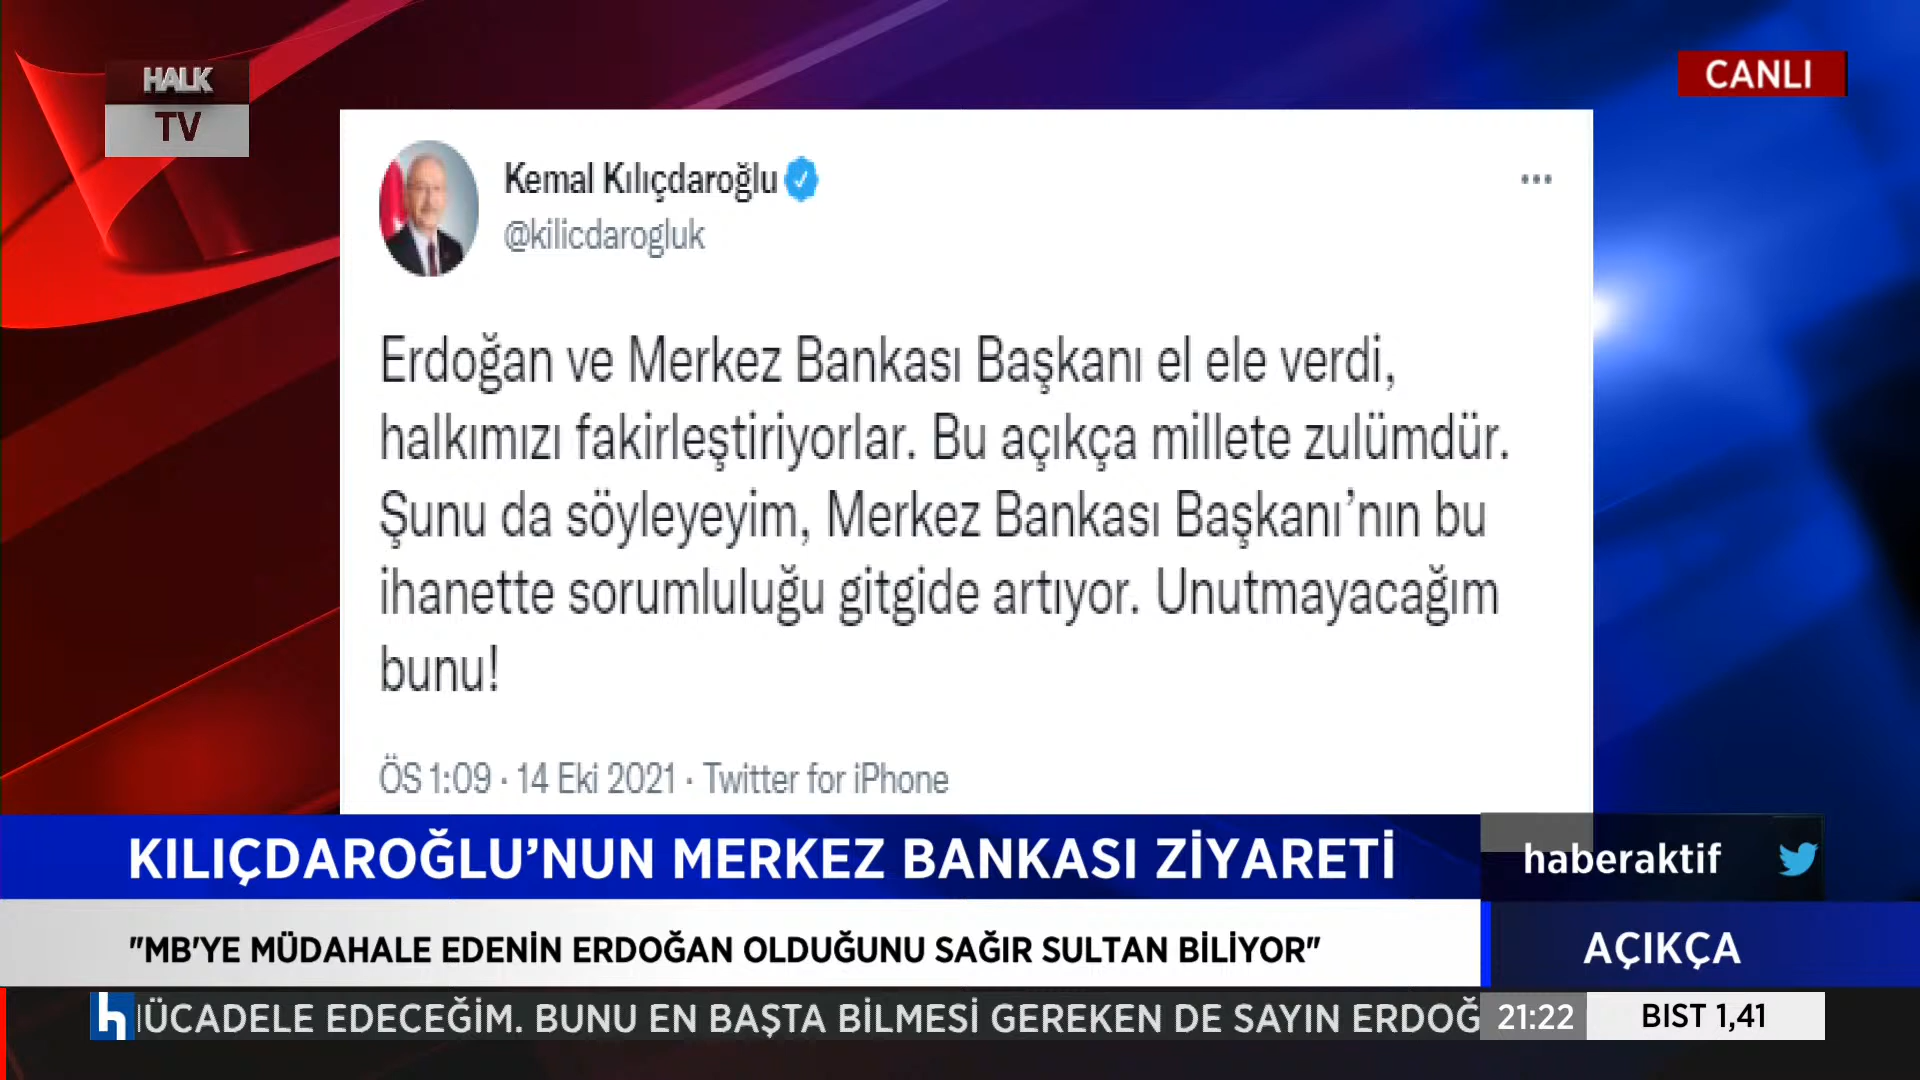 HALK
TV
CANLI
Kemal Kılıçdaroğlu
@kilicdarogluk
Erdoğan ve Merkez Bankası Başkanı el ele verdi,
halkımızı fakirleştiriyorlar. Bu açıkça millete zulümdür.
Şunu da söyleyeyim, Merkez Bankası Başkanı’nın bu
ihanette sorumluluğu gitgide artıyor. Unutmayacağım
bunu!
ÖS 1:09 · 14 Eki 2021 · Twitter for iPhone
KILIÇDAROĞLU’NUN MERKEZ BANKASI ZİYARETİ
haberaktif
"MB'YE MÜDAHALE EDENİN ERDOĞAN OLDUĞUNU SAĞIR SULTAN BİLİYOR"
AÇIKÇA
h
ÜCADELE EDECEĞİM. BUNU EN BAŞTA BİLMESİ GEREKEN DE SAYIN ERDOĞ
21:22
BIST 1,41